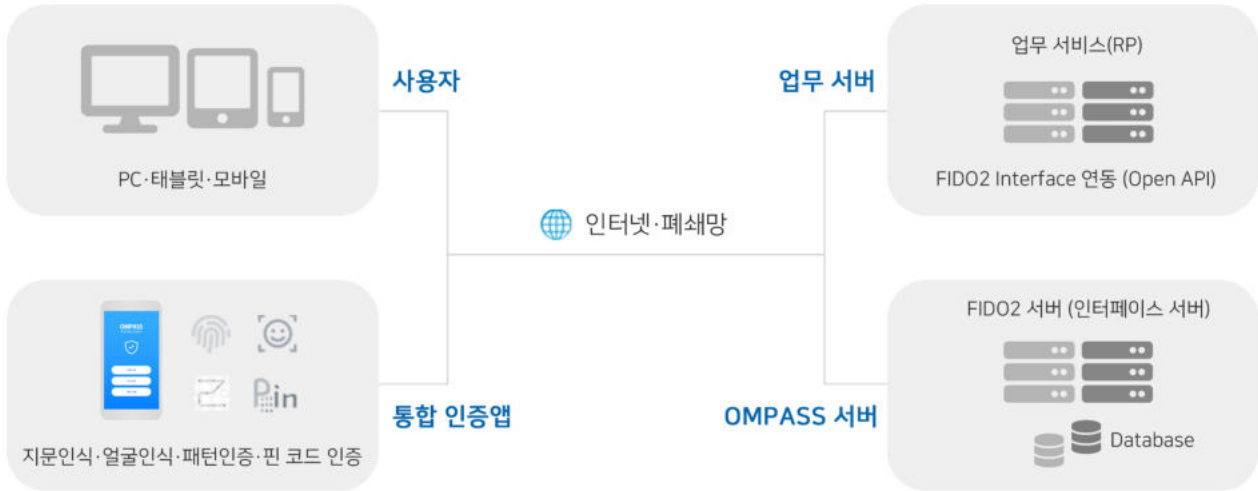 사용자
PC·태블릿·모바일
업무 서버
업무 서비스(RP)
FIDO2 Interface 연동 (Open API)
인터넷·폐쇄망
OMPASS
Pin
통합 인증앱
지문인식·얼굴인식·패턴인증·핀 코드 인증
OMPASS 서버
FIDO2 서버 (인터페이스 서버)
Database